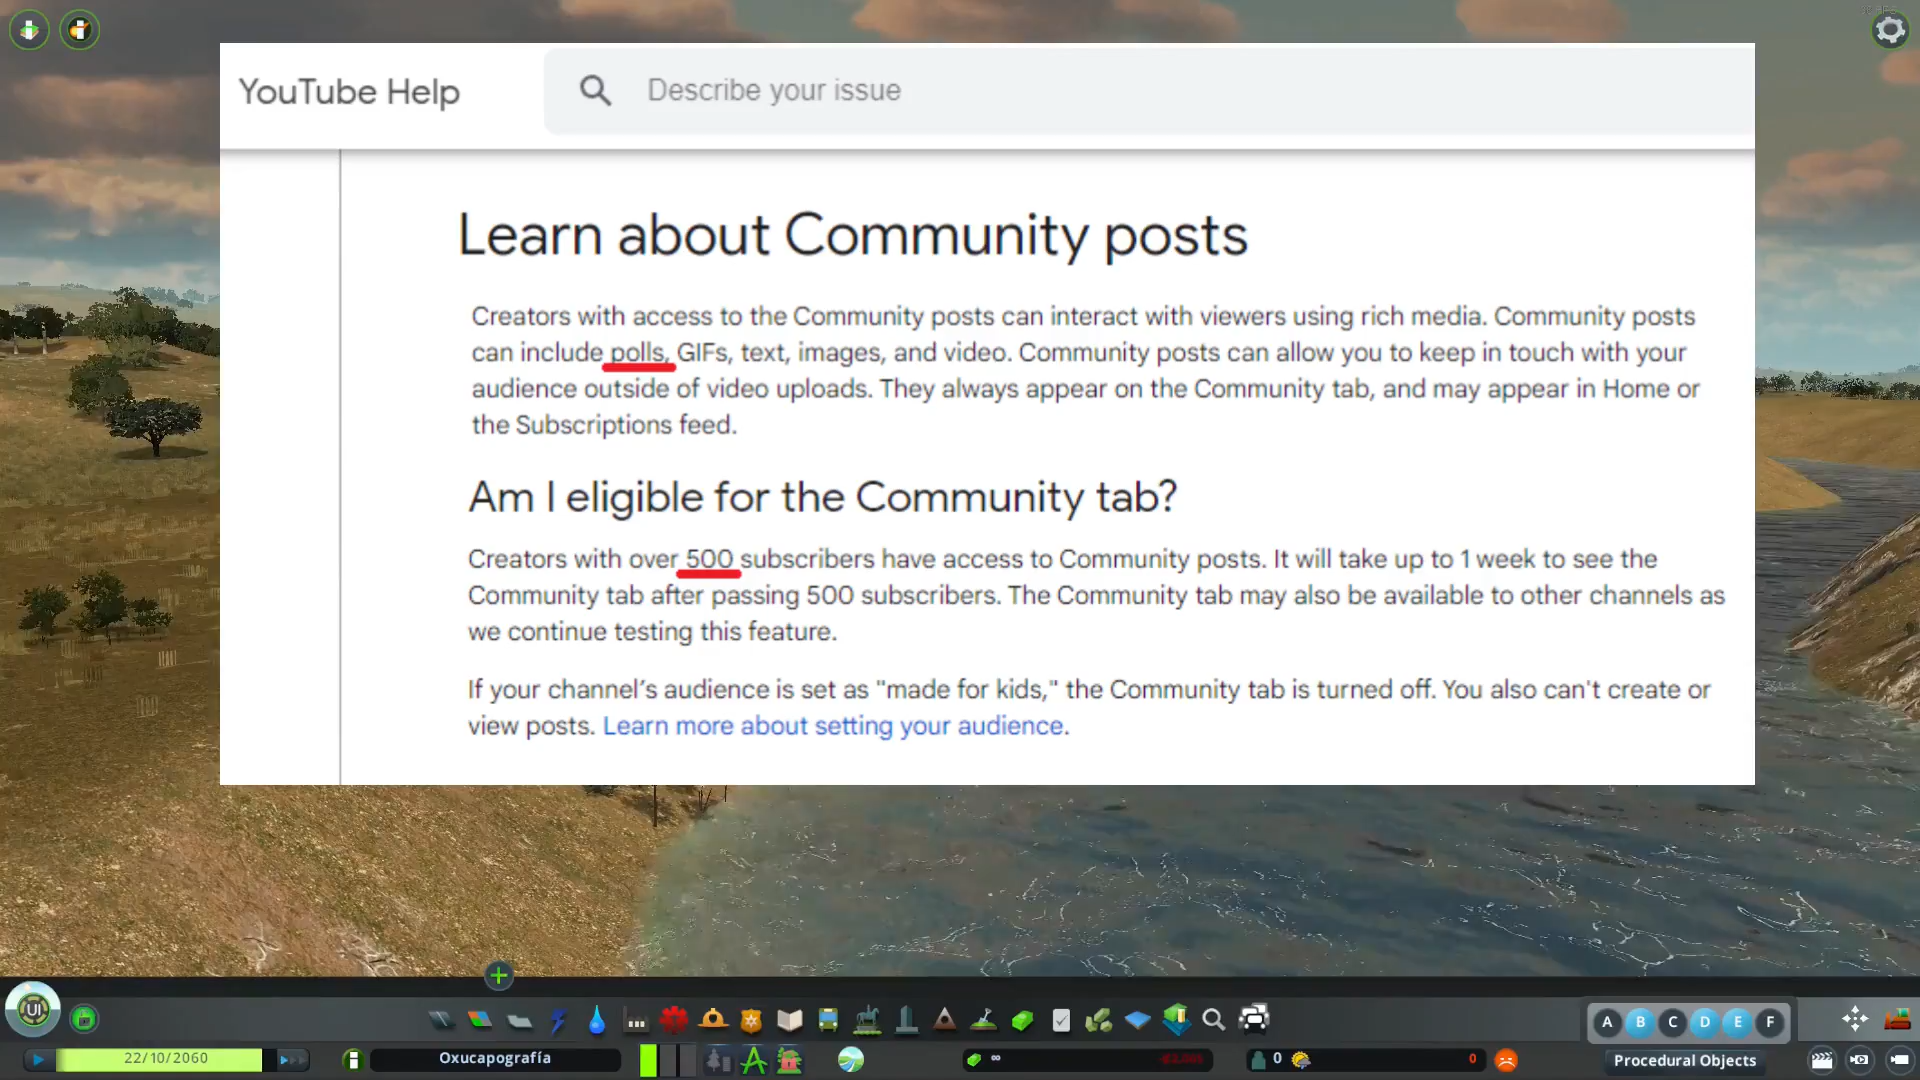 YouTube Help
Describe your issue
Learn about Community posts
Creators with access to the Community posts can interact with viewers using rich media. Community posts
can include polls, GIFs, text, images, and video. Community posts can allow you to keep in touch with your
audience outside of video uploads. They always appear on the Community tab, and may appear in Home or
the Subscriptions feed.
Am I eligible for the Community tab?
Creators with over 500 subscribers have access to Community posts. It will take up to 1 week to see the
Community tab after passing 500 subscribers. The Community tab may also be available to other channels as
we continue testing this feature.
If your channel's audience is set as "made for kids," the Community tab is turned off. You also can't create or
view posts. Learn more about setting your audience.
UI
A B C D E F
22/10/2060
Oxucapografía
∞
0
0
Procedural Objects